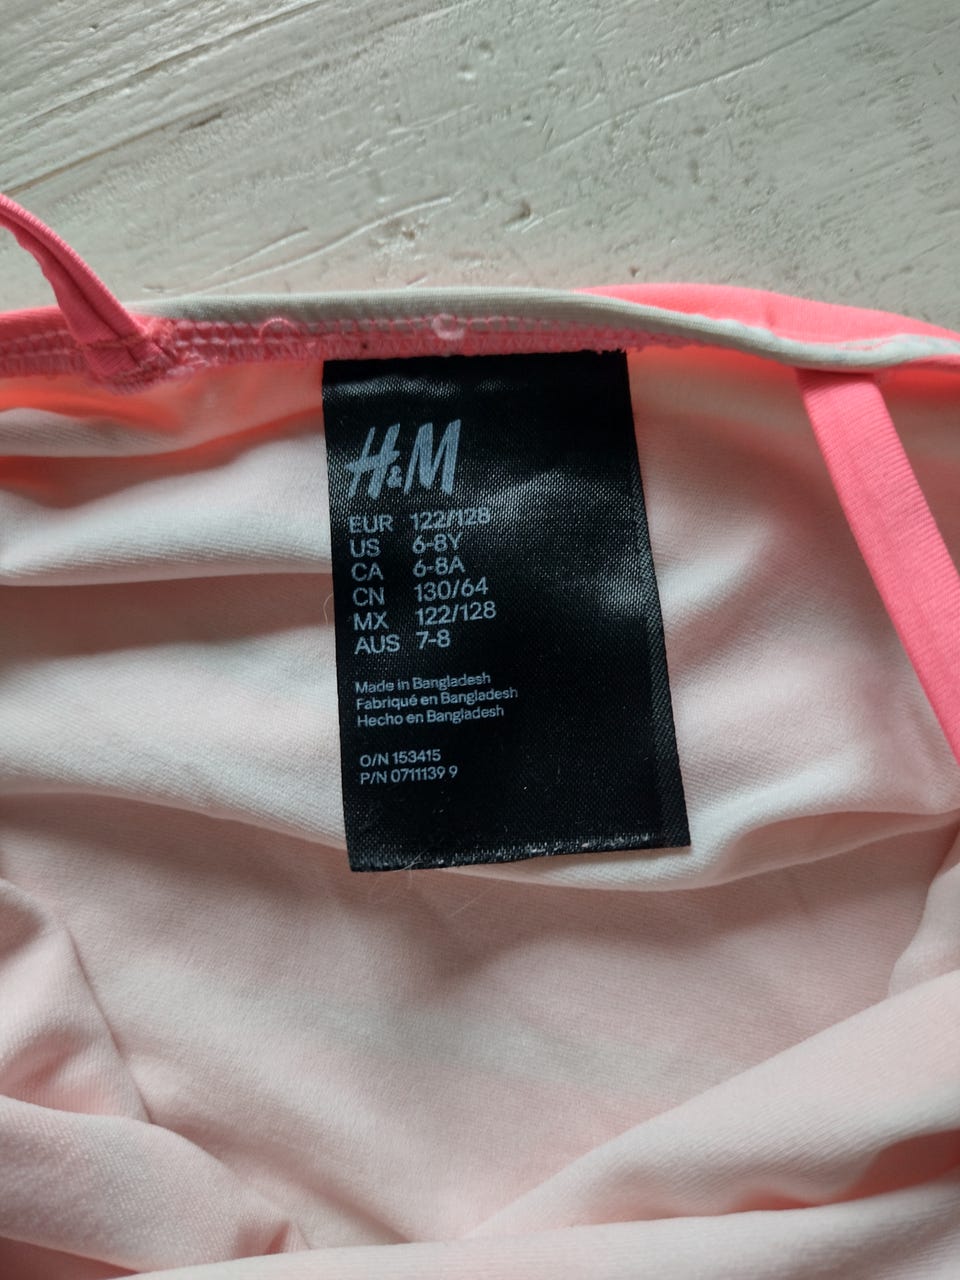 H&M
EUR 122/128
US 6-8Y
CA 6-8A
CN 130/64
MX 122/128
AUS 7-8
Made in Bangladesh
Fabriqué en Bangladesh
Hecho en Bangladesh
O/N 153415
P/N 0711139 9